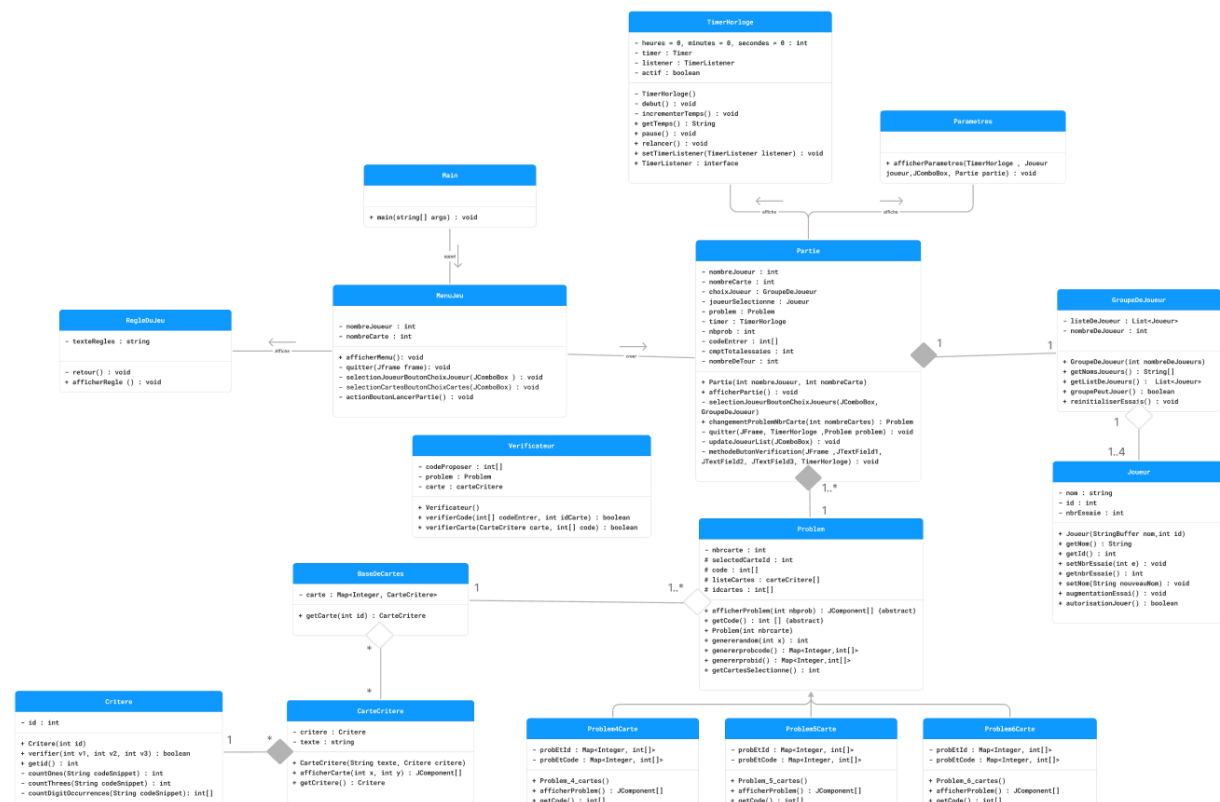 TimerHorloge
- heures = 0, minutes = 0, secondes = 0 : int
- timer : Timer
- listener : TimerListener
- actif : boolean
- TimerHorloge()
- debut() : void
- incrementerTemps() : void
+ getTemps() : String
+ pause() : void
+ relancer() : void
+ setTimerListener(TimerListener listener) : void
+ TimerListener : interface
Parametres
+ afficherParametres(TimerHorloge , Joueur
joueur,JComboBox, Partie partie) : void
Main
+ main(string[] args) : void
affiche
affiche
appel
Partie
- nombreJoueur : int
- nombreCarte : int
- choixJoueur : GroupeDeJoueur
- joueurSelectionne : Joueur
- problem : Problem
- timer : TimerHorloge
- nbprob : int
- codeEntrer : int[]
- cmptTotalessaies : int
- nombreDeTour : int
+ Partie(int nombreJoueur, int nombreCarte)
+ afficherPartie() : void
- selectionJoueurBoutonChoixJsoueurs(JComboBox,
GroupeDeJoueur)
+ changementProblemNbrCarte(int nombreCartes) : Problem
- quitter(JFrame, TimerHorloge ,Problem problem) : void
- updateJoueurList(JComboBox) : void
- methodeButonVerification(JFrame ,JTextField1,
JTextField2, JTextField3, TimerHorloge) : void
MenuJeu
- nombreJoueur : int
- nombreCarte : int
+ afficherMenu(): void
- quitter(Jframe frame): void
- selectionJoueurBoutonChoixJoueur(JComboBox ) : void
- selectionCartesBoutonChoixCartes(JComboBox): void
- actionBoutonLancerPartie() : void
RegleDuJeu
- texteRegles : string
- retour() : void
+ afficherRegle () : void
Affiche
creer
GroupeDeJoueur
- listeDeJoueur : List<Joueur>
- nombreDeJoueur : int
+ GroupeDeJoueur(int nombreDeJoueurs)
+ getNomsJoueurs() : String[]
+ getListDeJoueurs() : List<Joueur>
+ groupePeutJouer() : boolean
+ reinitialiserEssais() : void
1
1
1
1..4
Joueur
- nom : string
- id : int
- nbrEssaie : int
+ Joueur(StringBuffer nom,int id)
+ getNom() : String
+ getId() : int
+ setNbrEssaie(int e) : void
+ getnbrEssaie() : int
+ setNom(String nouveauNom) : void
+ augmentationEssai() : void
+ autorisationJouer() : boolean
Verificateur
- codeProposer : int[]
- problem : Problem
- carte : carteCritere
+ Verificateur()
+ verifierCode(int[] codeEntrer, int idCarte) : boolean
+ verifierCarte(CarteCritere carte, int[] code) : boolean
1..*
1
Problem
- nbrcarte : int
# selectedCarteId : int
# code : int[]
# listeCartes : carteCritere[]
# idcartes : int[]
+ afficherProblem(int nbprob) : JComponent[] (abstract)
+ getCode() : int [] (abstract)
+ Problem(int nbrcarte)
+ genererandom(int x) : int
+ genererprobcode() : Map<Integer,int[]>
+ genererprobid() : Map<Integer,int[]>
+ getCartesSelectionne() : int
BaseDeCartes
- carte : Map<Integer, CarteCritere>
+ getCarte(int id) : CarteCritere
1
1..*
*
*
Critere
- id : int
+ Critere(int id)
+ verifier(int v1, int v2, int v3) : boolean
+ getid() : int
- countOnes(String codeSnippet) : int
- countThrees(String codeSnippet) : int
- countDigitOccurrences(String codeSnippet): int[]
1
*
CarteCritere
- critere : Critere
- texte : string
+ CarteCritere(String texte, Critere critere)
+ afficherCarte(int x, int y) : JComponent[]
+ getCritere() : Critere
Problem4Carte
- probEtId : Map<Integer, int[]>
- probEtCode : Map<Integer, int[]>
+ Problem_4_cartes()
+ afficherProblem() : JComponent[]
+ getCode() : int[]
Problem5Carte
- probEtId : Map<Integer, int[]>
- probEtCode : Map<Integer, int[]>
+ Problem_5_cartes()
+ afficherProblem() : JComponent[]
+ getCode() : int[]
Problem6Carte
- probEtId : Map<Integer, int[]>
- probEtCode : Map<Integer, int[]>
+ Problem_6_cartes()
+ afficherProblem() : JComponent[]
+ getCode() : int[]